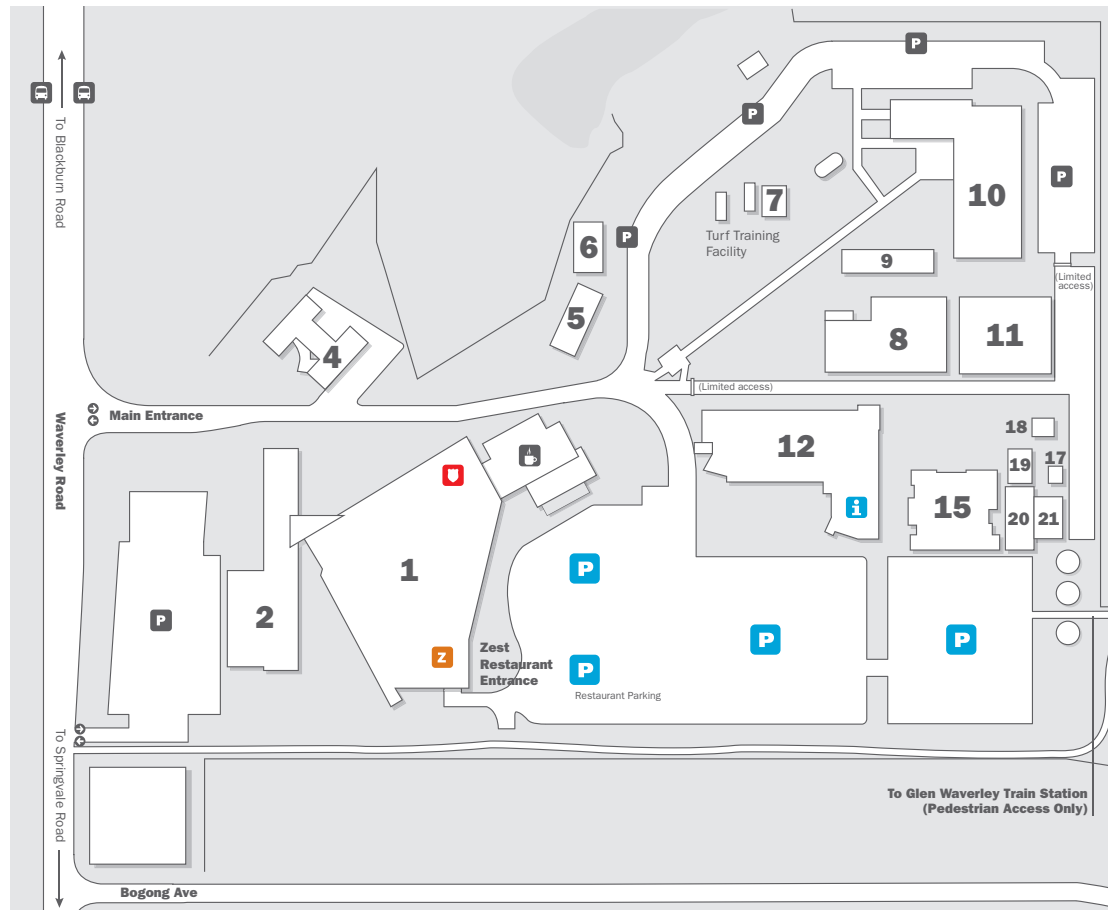 P
P
To Blackburn Road
P
10
7
6
P
Turf Training
Facility
9
(Limited
access)
5
8
11
4
(Limited access)
Main Entrance
Waverley Road
12
18
17
19
15
20
21
i
1
P
2
P
P
P
Z
Zest
Restaurant
Entrance
P
Restaurant Parking
To Springvale Road
To Glen Waverley Train Station
(Pedestrian Access Only)
Bogong Ave